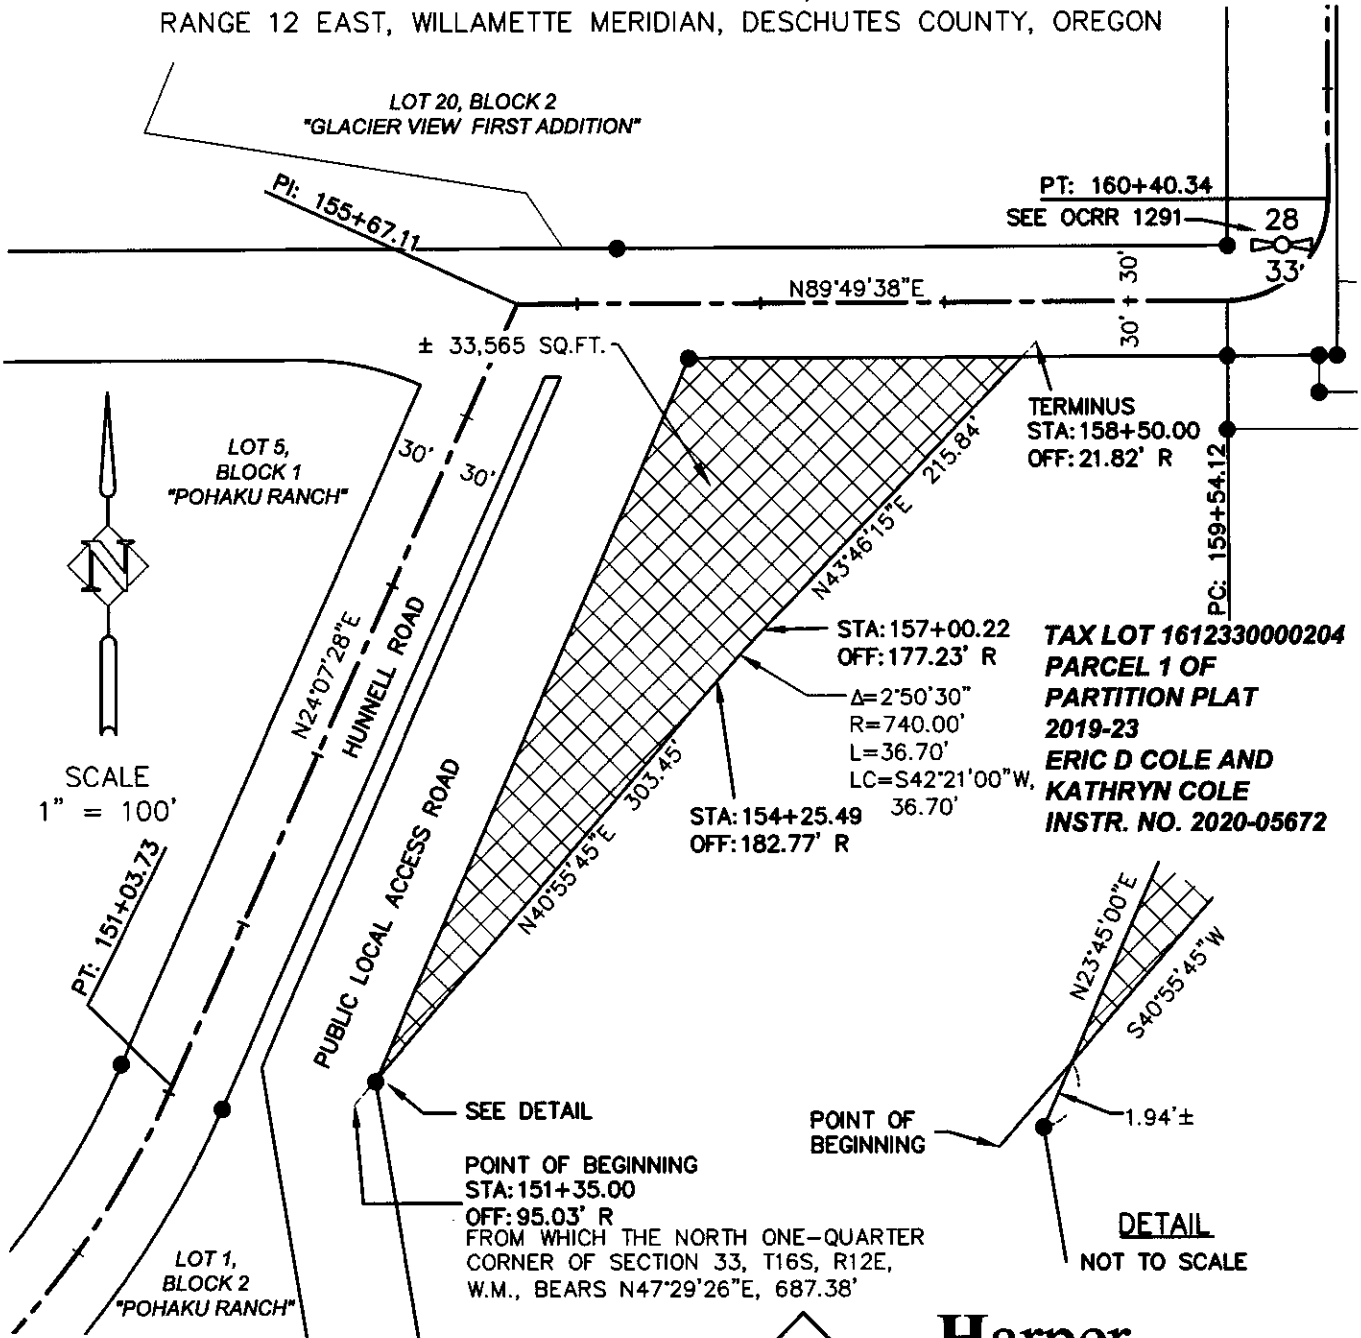 RANGE 12 EAST, WILLAMETTE MERIDIAN, DESCHUTES COUNTY, OREGON
LOT 20, BLOCK 2
"GLACIER VIEW FIRST ADDITION"
PI: 155+67.11
PT: 160+40.34
SEE OCRR 1291
28
33'
N89°49'38"E
30' + 30'
± 33,565 SQ.FT.
LOT 5,
BLOCK 1
"POHAKU RANCH"
30'
30'
TERMINUS
STA: 158+50.00
OFF: 21.82' R
N43°46'15"E 215.84'
PC: 159+54.12
N
SCALE
1" = 100'
N24°07'28"E
HUNNELL ROAD
STA: 157+00.22
OFF: 177.23' R
Δ=2°50'30"
R=740.00'
L=36.70'
LC=S42°21'00"W,
36.70'
TAX LOT 1612330000204
PARCEL 1 OF
PARTITION PLAT
2019-23
ERIC D COLE AND
KATHRYN COLE
INSTR. NO. 2020-05672
STA: 154+25.49
OFF: 182.77' R
N40°55'45"E 303.45'
PUBLIC LOCAL ACCESS ROAD
PT: 151+03.73
SEE DETAIL
POINT OF BEGINNING
STA: 151+35.00
OFF: 95.03' R
FROM WHICH THE NORTH ONE-QUARTER
CORNER OF SECTION 33, T16S, R12E,
W.M., BEARS N47°29'26"E, 687.38'
LOT 1,
BLOCK 2
"POHAKU RANCH"
N23°45'00"E
S40°55'45"W
POINT OF
BEGINNING
1.94'±
DETAIL
NOT TO SCALE
Harper